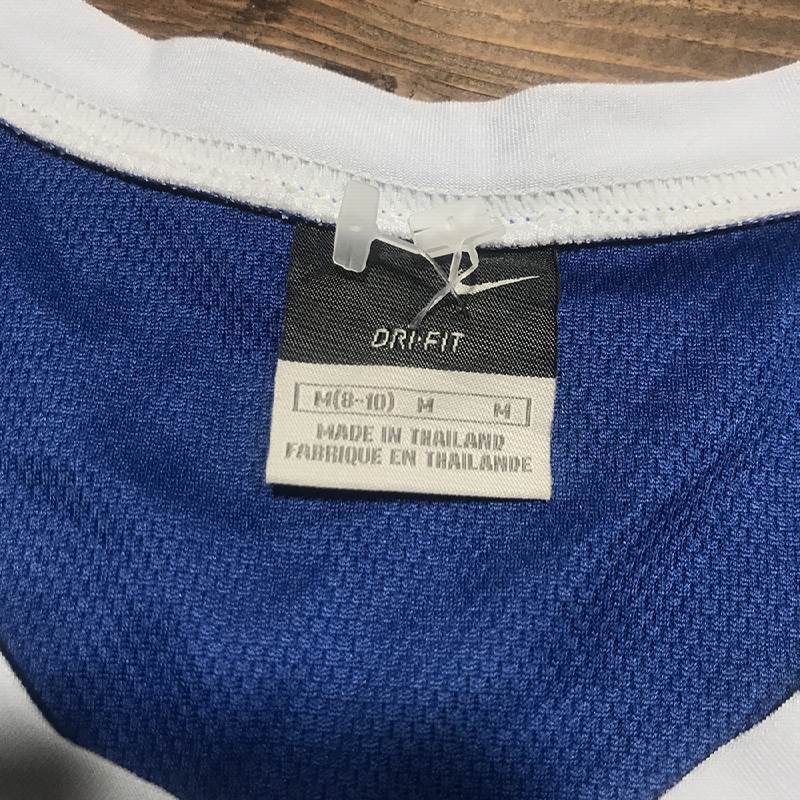 DRI-FIT
M(8-10) M M
MADE IN THAILAND
FABRIQUE EN THAILANDE